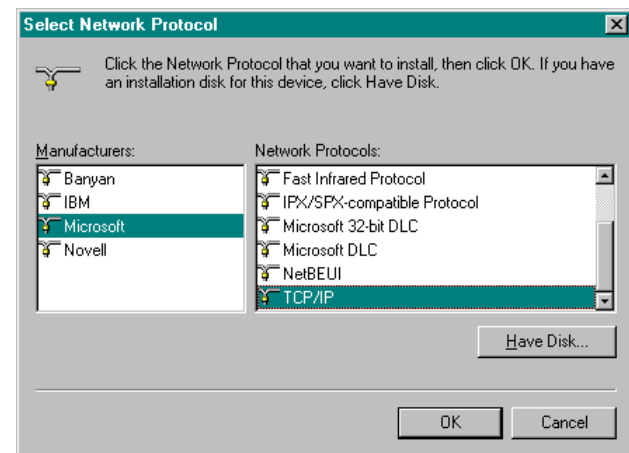 Select Network Protocol
Click the Network Protocol that you want to install, then click OK. If you have
an installation disk for this device, click Have Disk.
Manufacturers:
Banyan
IBM
Microsoft
Novell
Network Protocols:
Fast Infrared Protocol
IPX/SPX-compatible Protocol
Microsoft 32-bit DLC
Microsoft DLC
NetBEUI
TCP/IP
Have Disk...
OK
Cancel